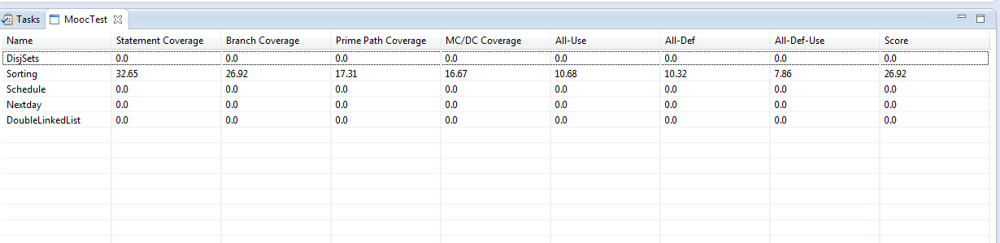 Tasks MoocTest
Name Statement Coverage Branch Coverage Prime Path Coverage MC/DC Coverage All-Use All-Def All-Def-Use Score
DisjSets 0.0 0.0 0.0 0.0 0.0 0.0 0.0 0.0
Sorting 32.65 26.92 17.31 16.67 10.68 10.32 7.86 26.92
Schedule 0.0 0.0 0.0 0.0 0.0 0.0 0.0 0.0
Nextday 0.0 0.0 0.0 0.0 0.0 0.0 0.0 0.0
DoubleLinkedList 0.0 0.0 0.0 0.0 0.0 0.0 0.0 0.0